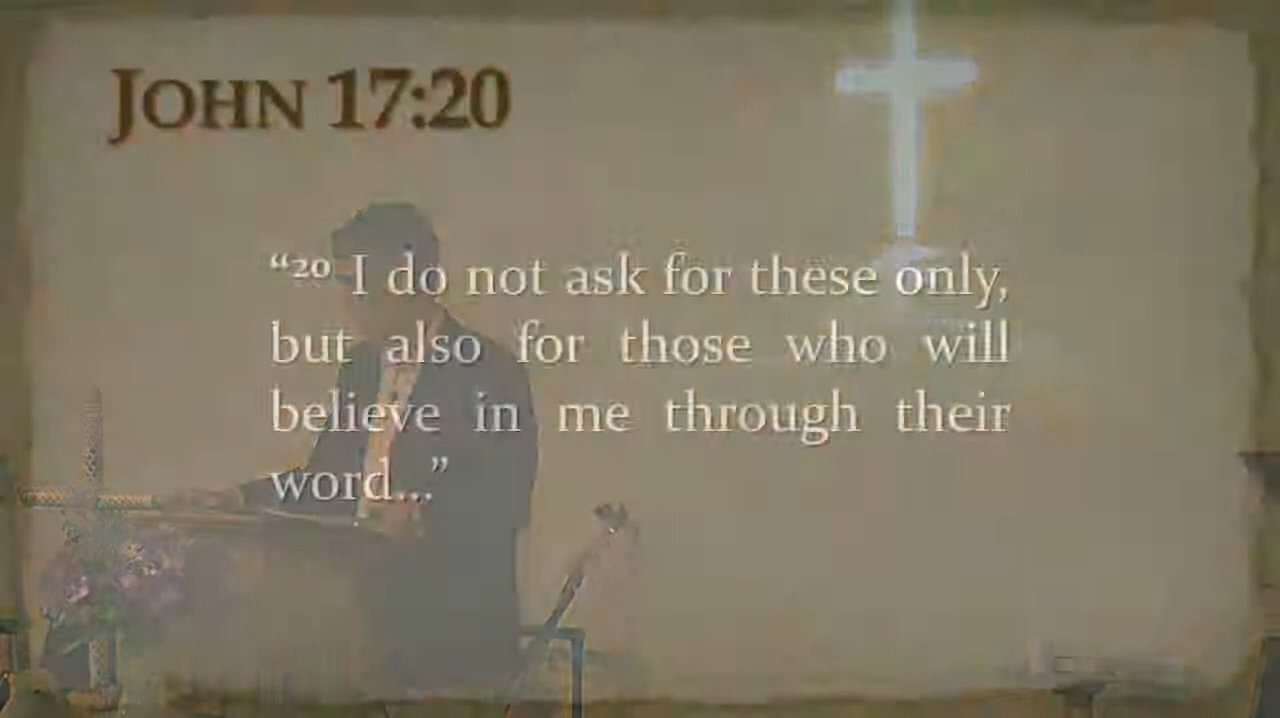 JOHN 17:20
“20 I do not ask for these only,
but also for those who will
believe in me through their
word...”